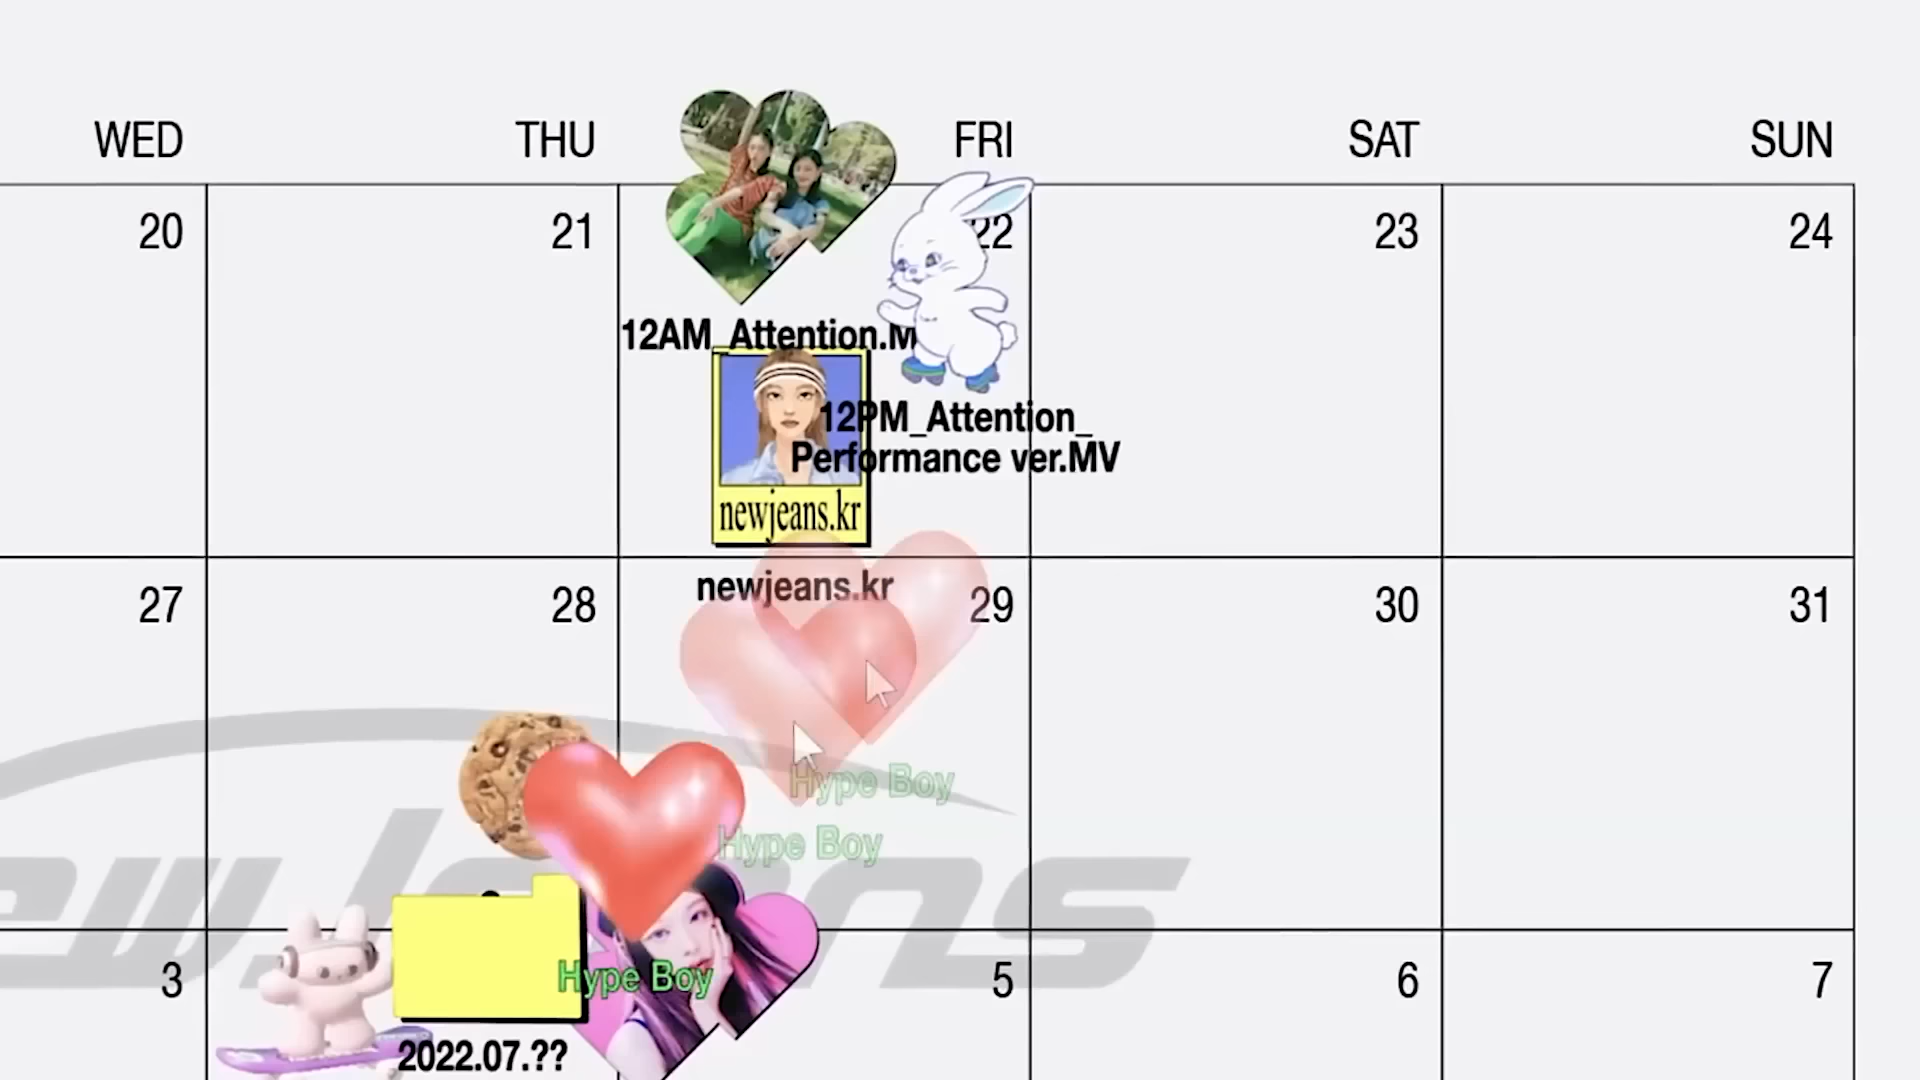 WED THU FRI SAT SUN
20 21 22 23 24
12AM_Attention.M
12PM_Attention_
Performance ver.MV
newjeans.kr
newjeans.kr
27 28 29 30 31
Hype Boy
Hype Boy
NewJeans
Hype Boy
3 5 6 7
2022.07.??